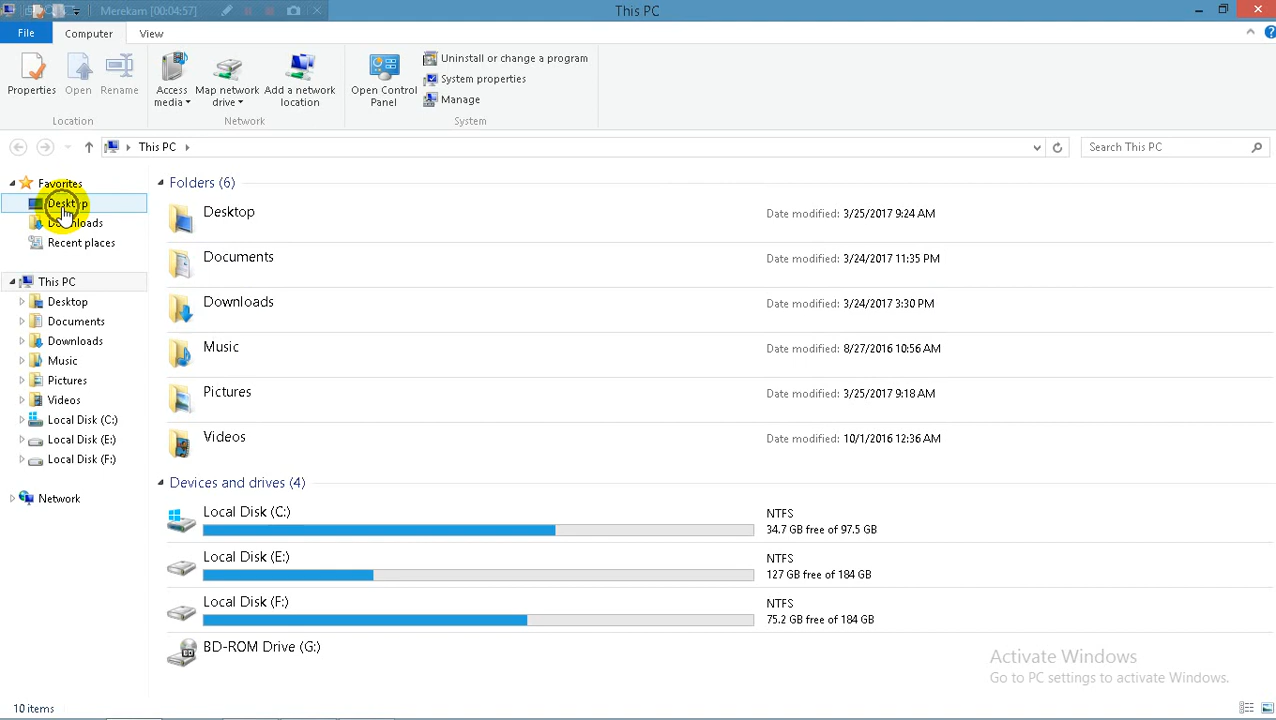 Merekam [00:04:57]
This PC
File Computer View
Properties Open Rename
Location
Access media
Map network drive
Add a network location
Network
Open Control Panel
Uninstall or change a program
System properties
Manage
System
This PC
Search This PC
Favorites
Desktop
Downloads
Recent places
This PC
Desktop
Documents
Downloads
Music
Pictures
Videos
Local Disk (C:)
Local Disk (E:)
Local Disk (F:)
Network
Folders (6)
Desktop Date modified: 3/25/2017 9:24 AM
Documents Date modified: 3/24/2017 11:35 PM
Downloads Date modified: 3/24/2017 3:30 PM
Music Date modified: 8/27/2016 10:56 AM
Pictures Date modified: 3/25/2017 9:18 AM
Videos Date modified: 10/1/2016 12:36 AM
Devices and drives (4)
Local Disk (C:) NTFS
34.7 GB free of 97.5 GB
Local Disk (E:) NTFS
127 GB free of 184 GB
Local Disk (F:) NTFS
75.2 GB free of 184 GB
BD-ROM Drive (G:)
BD
Activate Windows
Go to PC settings to activate Windows.
10 items